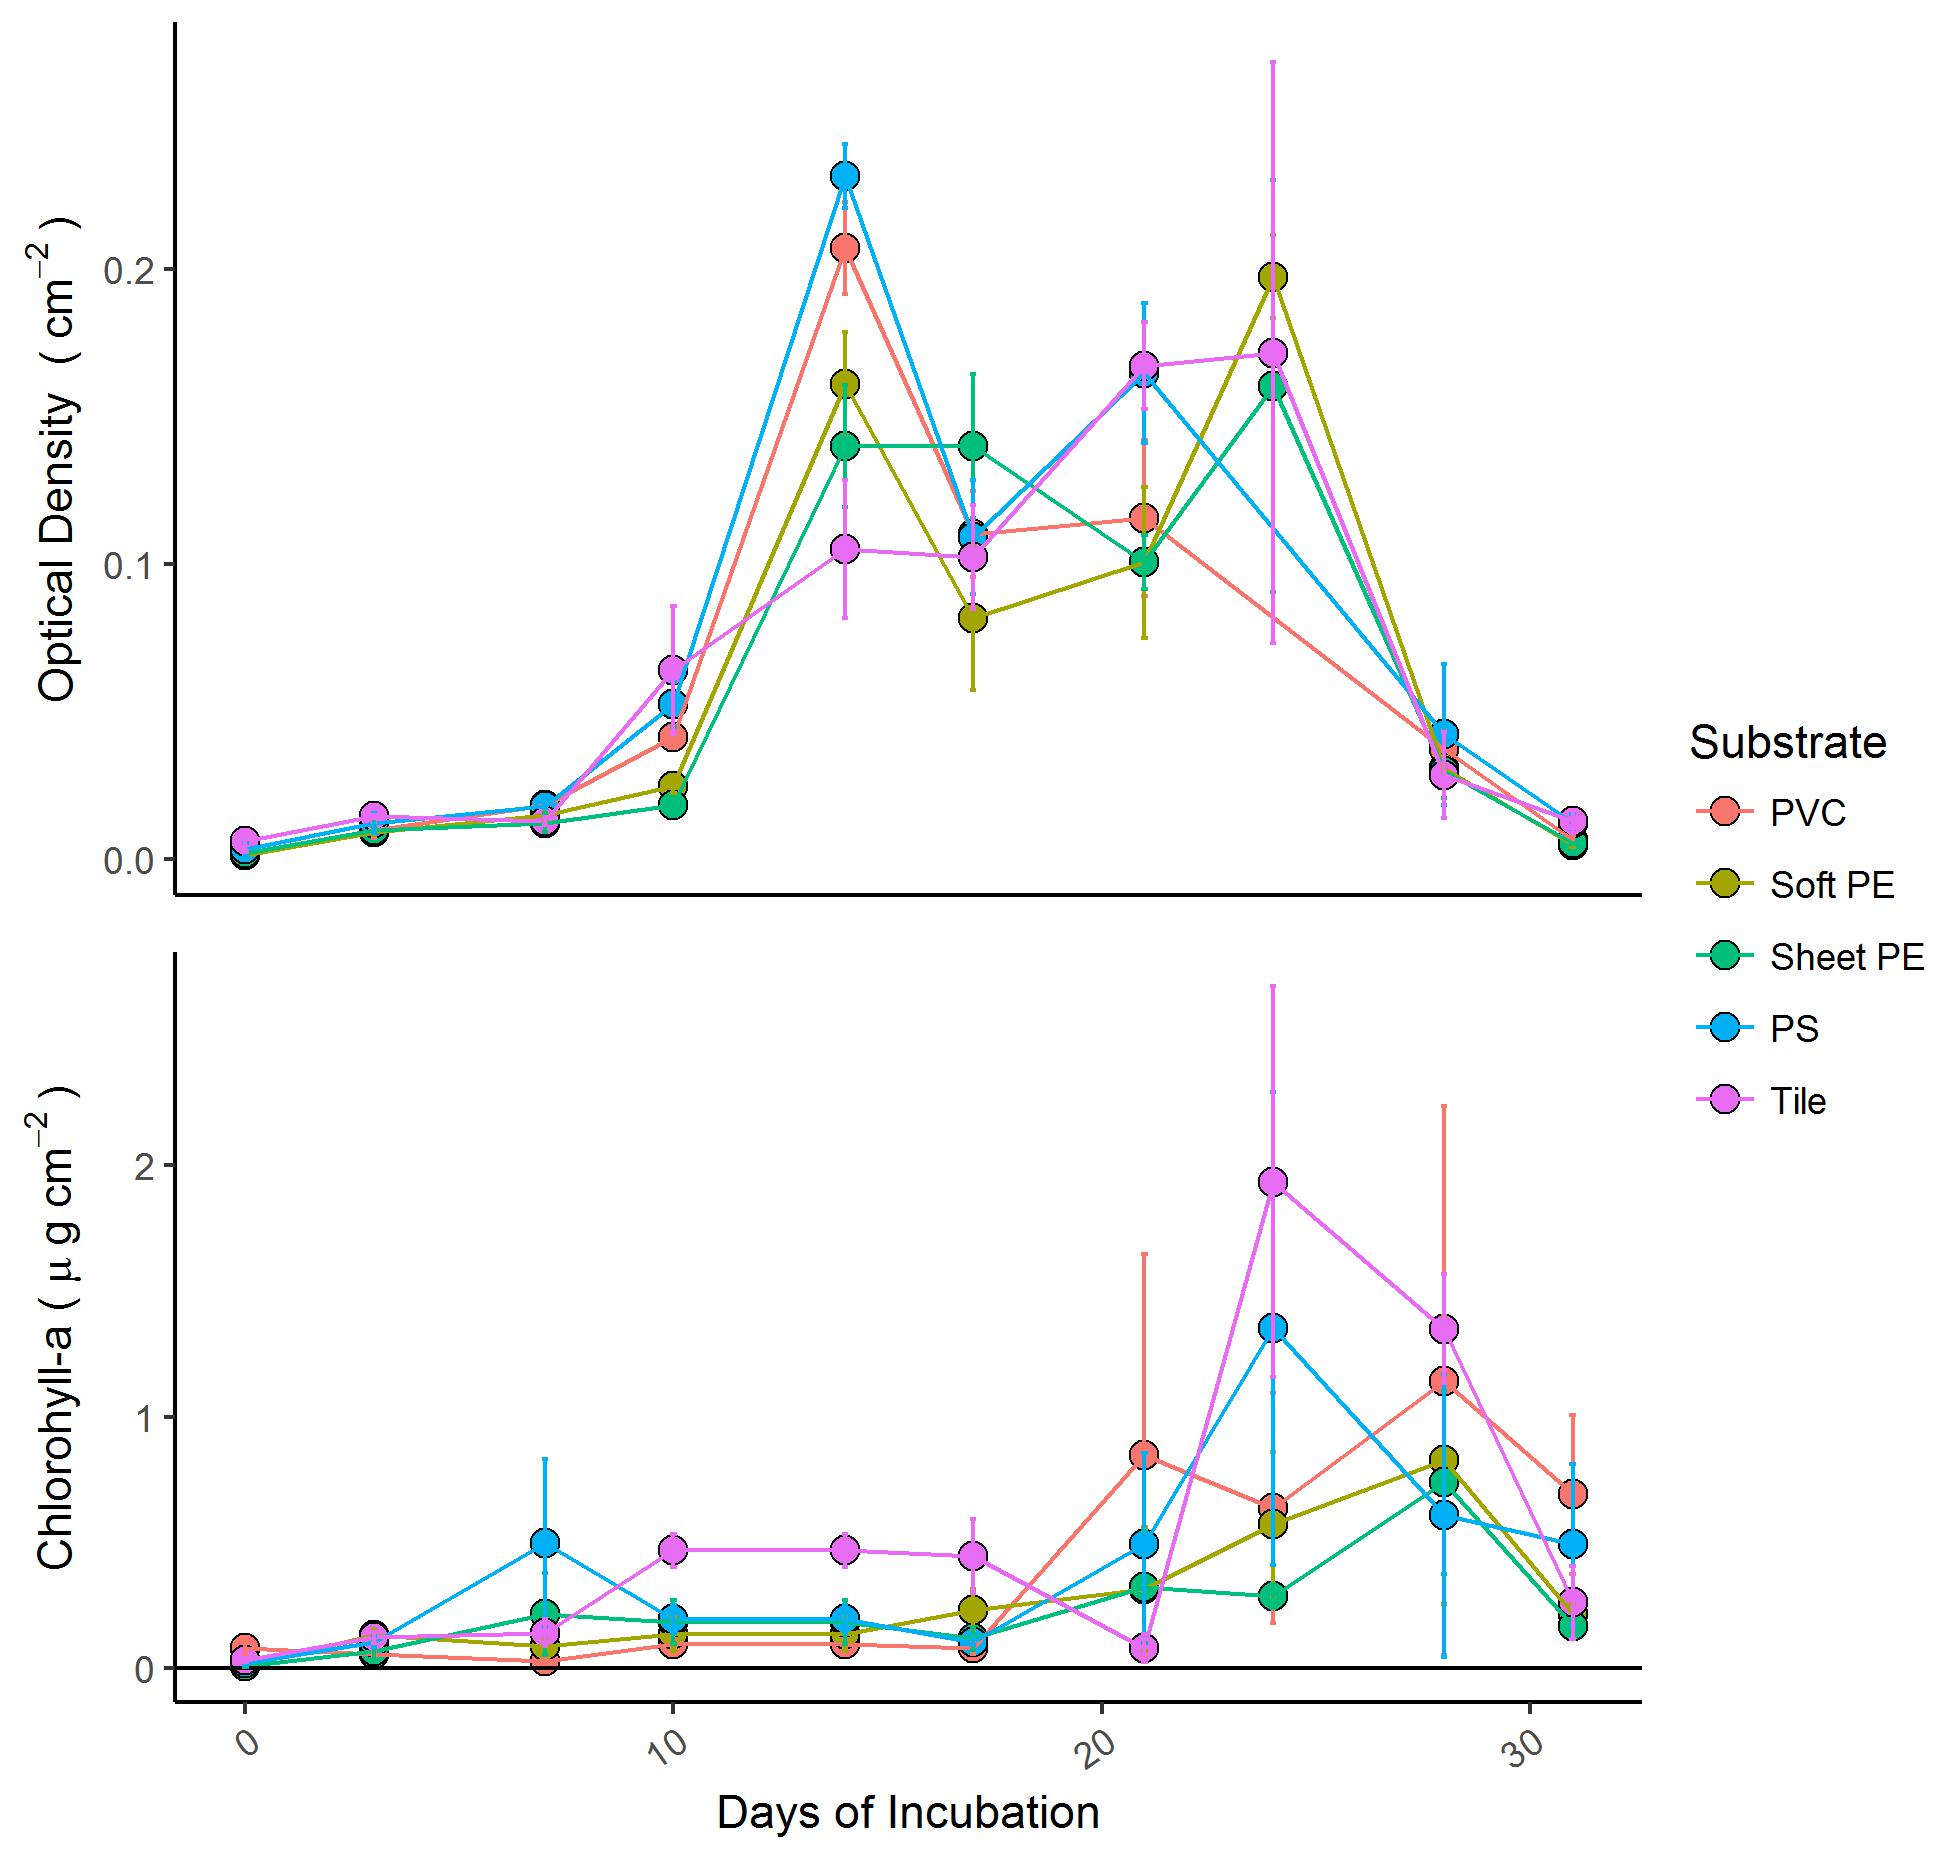 Optical Density ( cm−2 )
0.2
0.1
0.0
Chlorohyll-a ( μ g cm−2 )
2
1
0
0
10
20
30
Days of Incubation
Substrate
PVC
Soft PE
Sheet PE
PS
Tile